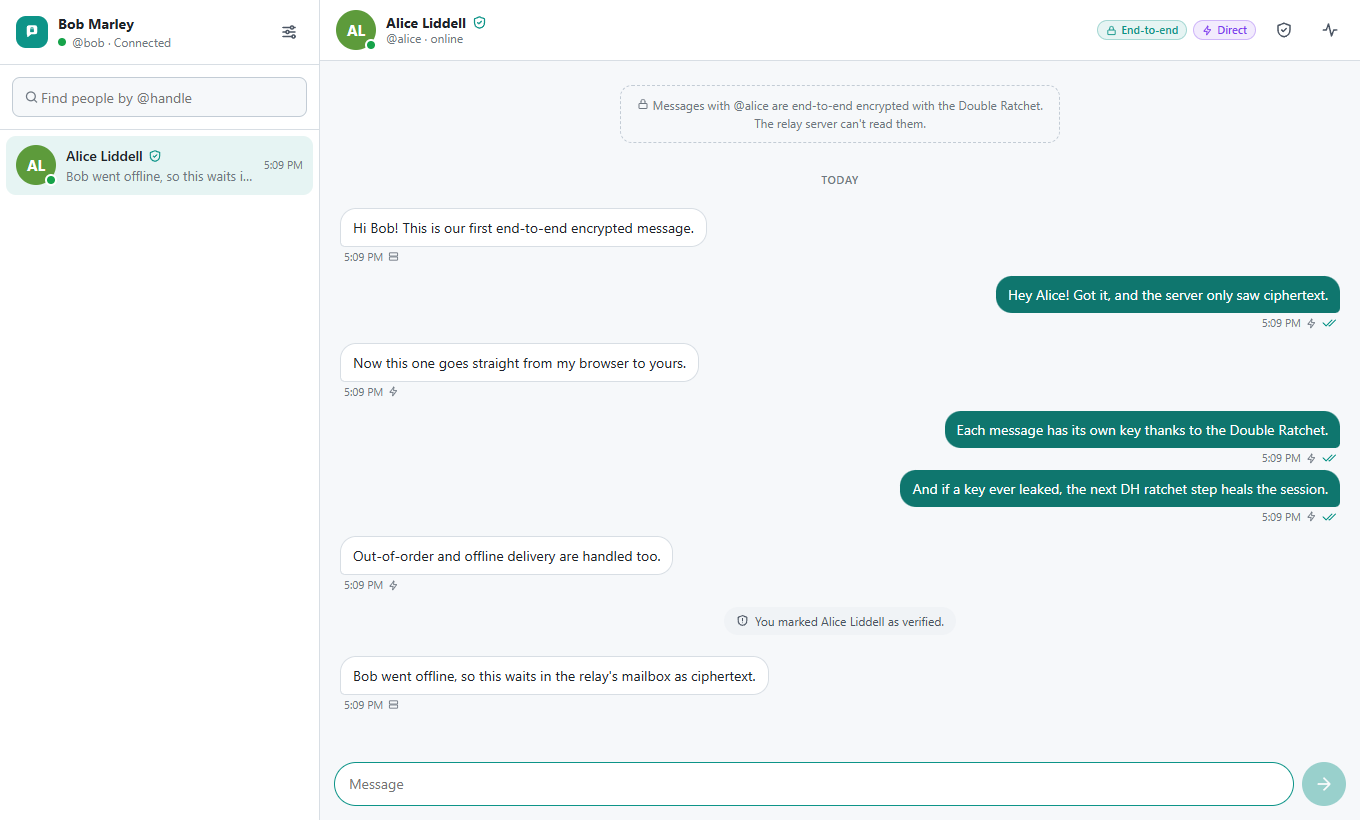 Bob Marley
@bob · Connected
Find people by @handle
AL
Alice Liddell
5:09 PM
Bob went offline, so this waits i...
AL
Alice Liddell
@alice · online
End-to-end
Direct
Messages with @alice are end-to-end encrypted with the Double Ratchet.
The relay server can't read them.
TODAY
Hi Bob! This is our first end-to-end encrypted message.
5:09 PM
Hey Alice! Got it, and the server only saw ciphertext.
5:09 PM
Now this one goes straight from my browser to yours.
5:09 PM
Each message has its own key thanks to the Double Ratchet.
5:09 PM
And if a key ever leaked, the next DH ratchet step heals the session.
5:09 PM
Out-of-order and offline delivery are handled too.
5:09 PM
You marked Alice Liddell as verified.
Bob went offline, so this waits in the relay's mailbox as ciphertext.
5:09 PM
Message